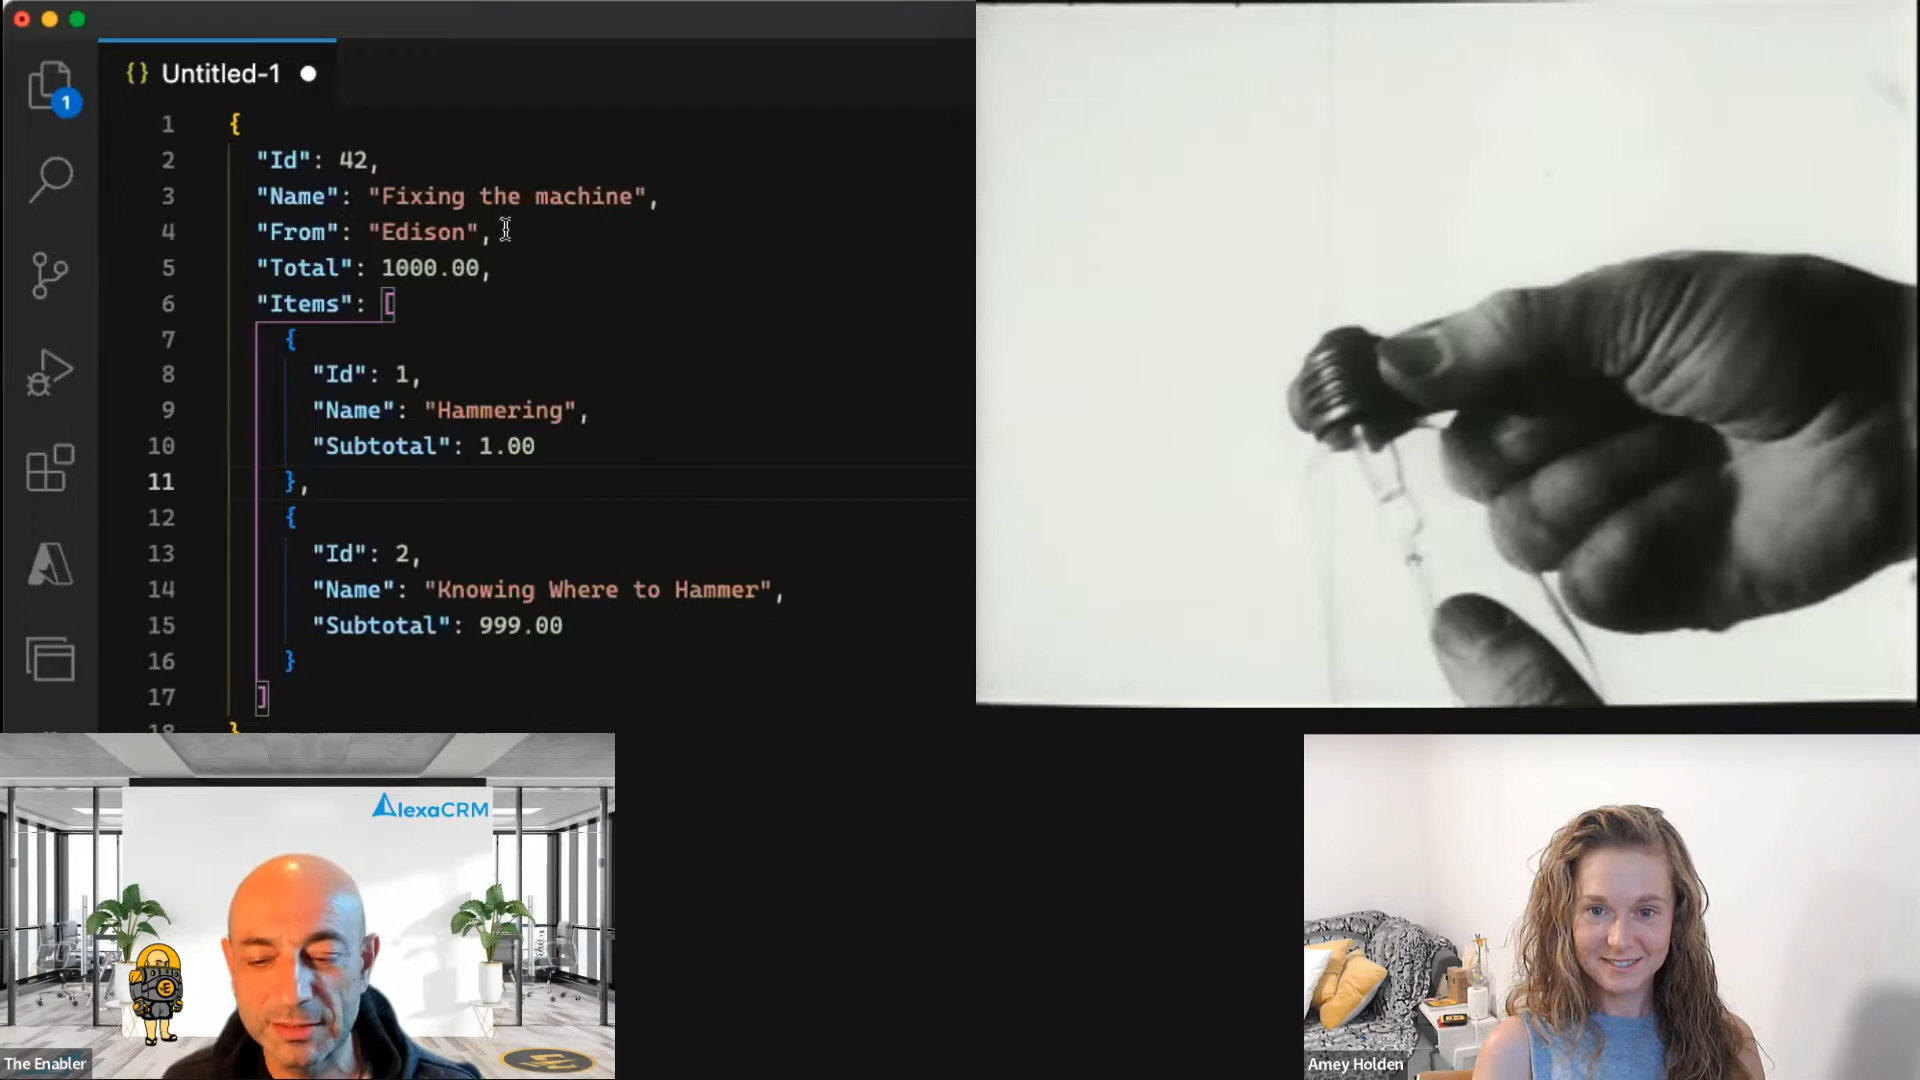 {} Untitled-1
1
1 {
2 "Id": 42,
3 "Name": "Fixing the machine",
4 "From": "Edison",
5 "Total": 1000.00,
6 "Items": [
7 {
8 "Id": 1,
9 "Name": "Hammering",
10 "Subtotal": 1.00
11 },
12 {
13 "Id": 2,
14 "Name": "Knowing Where to Hammer",
15 "Subtotal": 999.00
16 }
17 ]
18 }
AlexaCRM
The Enabler
Amey Holden